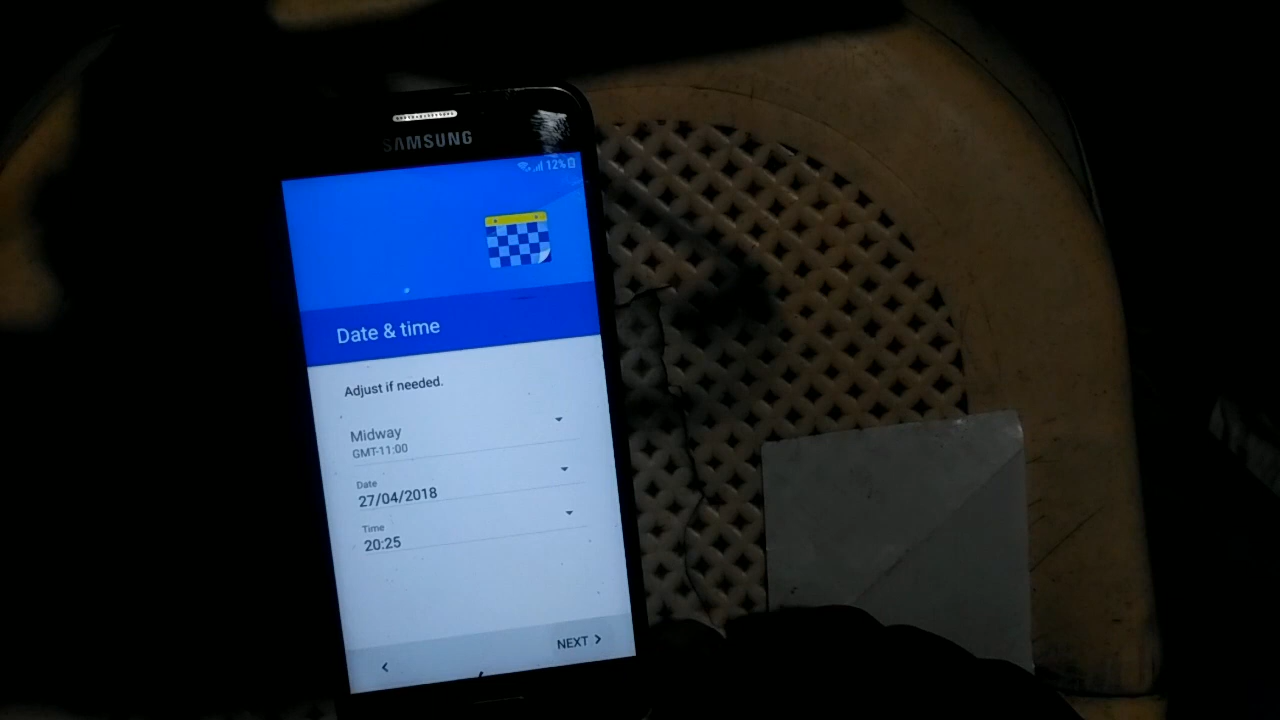 SAMSUNG
12%
Date & time
Adjust if needed.
Midway
GMT-11:00
Date
27/04/2018
Time
20:25
NEXT